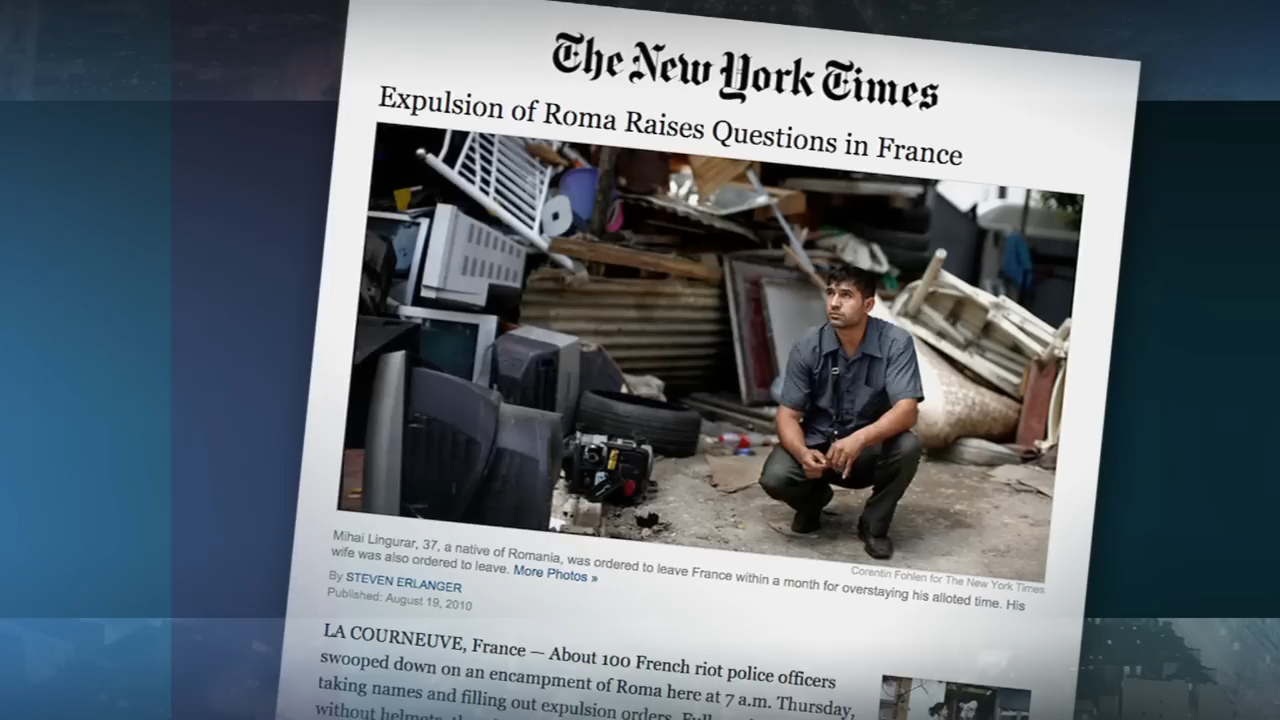 The New York Times
Expulsion of Roma Raises Questions in France
Corentin Fohlen for The New York Times
Mihai Lingurar, 37, a native of Romania, was ordered to leave France within a month for overstaying his alloted time. His
wife was also ordered to leave. More Photos »
By STEVEN ERLANGER
Published: August 19, 2010
LA COURNEUVE, France — About 100 French riot police officers
swooped down on an encampment of Roma here at 7 a.m. Thursday,
taking names and filling out expulsion orders.
without helmets,